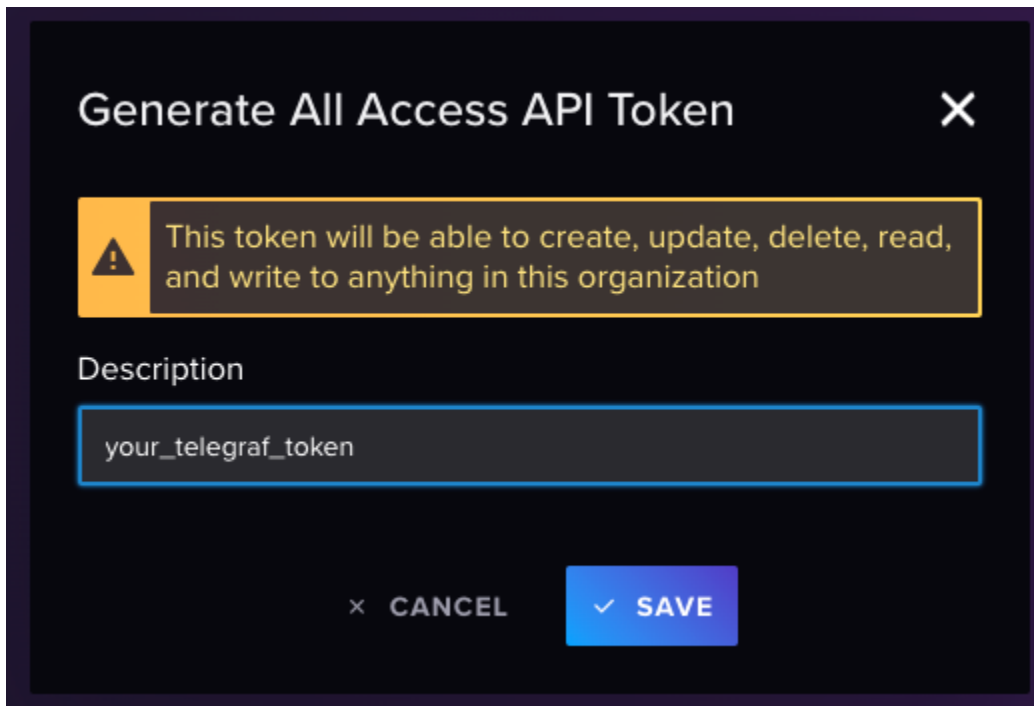 Generate All Access API Token
This token will be able to create, update, delete, read,
and write to anything in this organization
Description
your_telegraf_token
CANCEL
SAVE